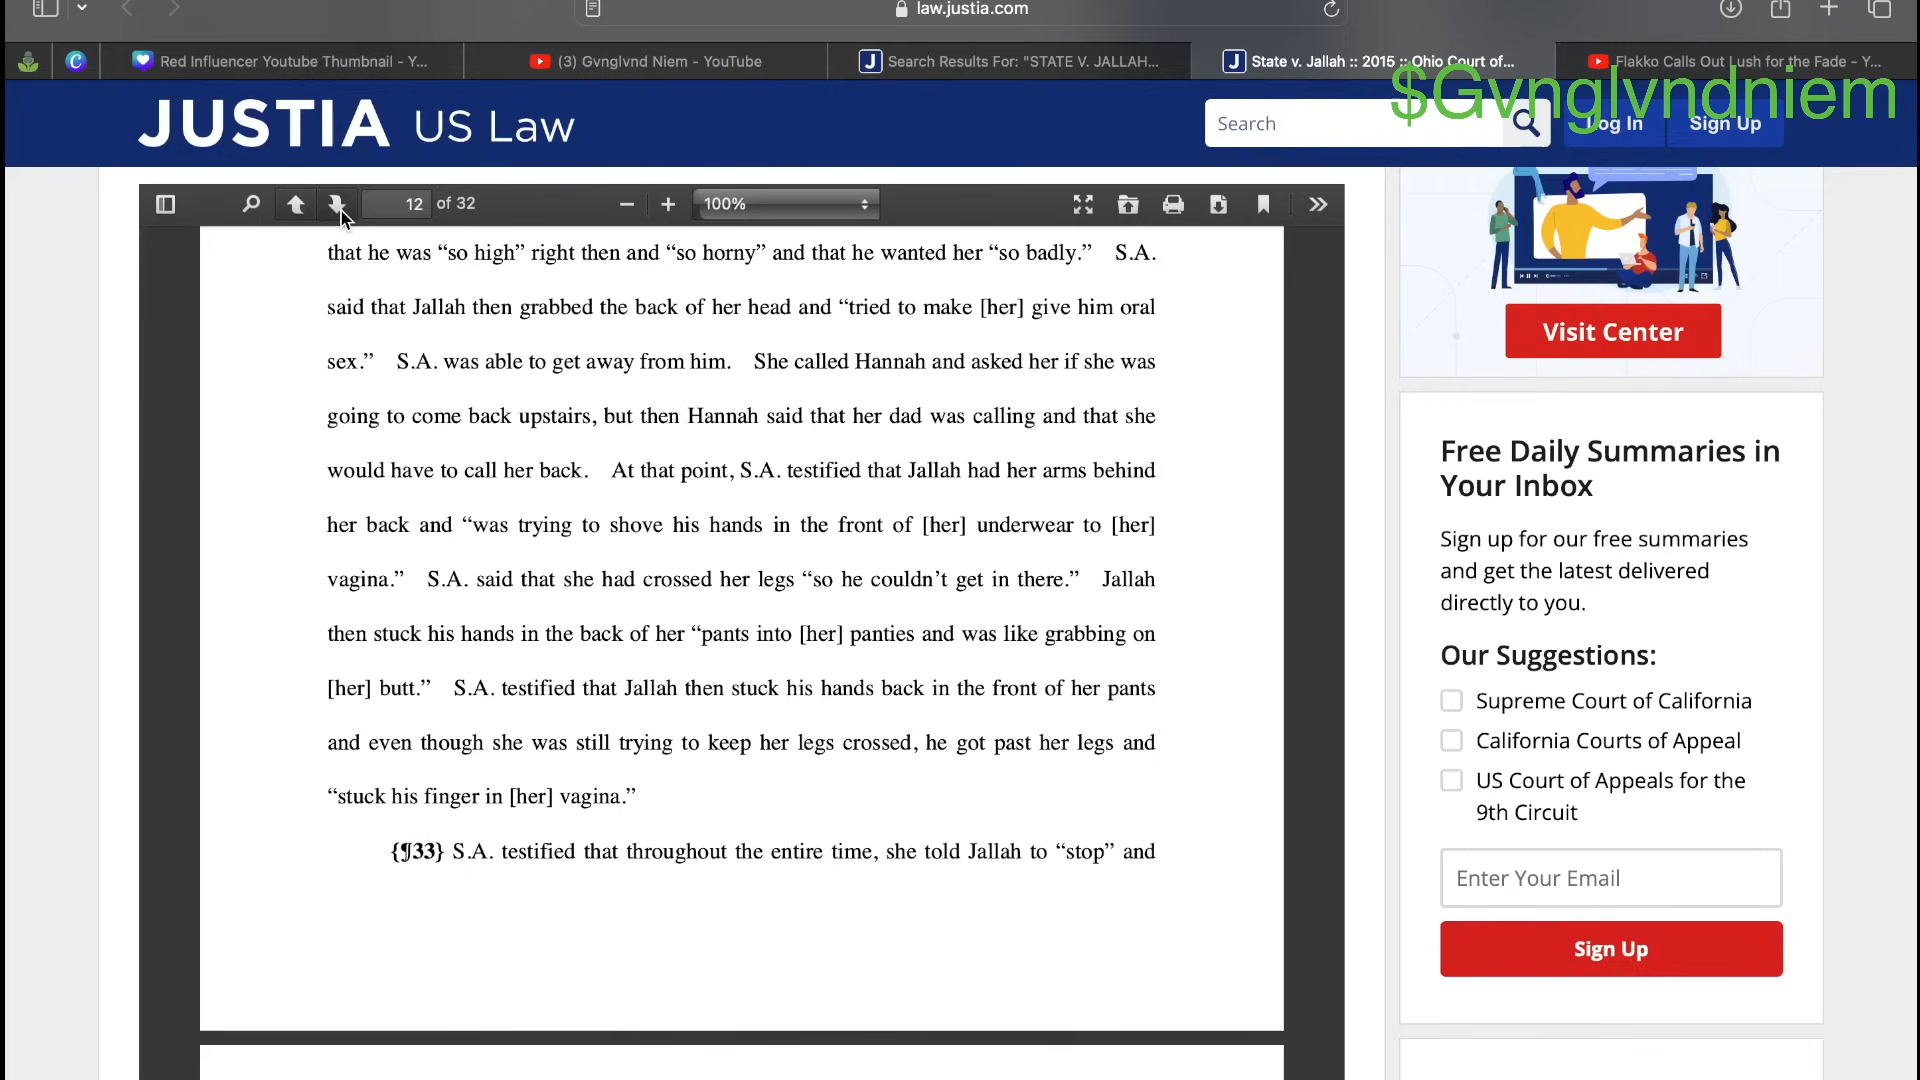 law.justia.com
Red Influencer Youtube Thumbnail - Y...
(3) Gvnglvnd Niem - YouTube
Search Results For: "STATE V. JALLAH...
State v. Jallah :: 2015 :: Ohio Court of...
Flakko Calls Out Lush for the Fade - Y...
$Gvnglvndniem
JUSTIA US Law
Search
Log In
Sign Up
12 of 32
100%
that he was “so high” right then and “so horny” and that he wanted her “so badly.” S.A.
said that Jallah then grabbed the back of her head and “tried to make [her] give him oral
sex.” S.A. was able to get away from him. She called Hannah and asked her if she was
going to come back upstairs, but then Hannah said that her dad was calling and that she
would have to call her back. At that point, S.A. testified that Jallah had her arms behind
her back and “was trying to shove his hands in the front of [her] underwear to [her]
vagina.” S.A. said that she had crossed her legs “so he couldn’t get in there.” Jallah
then stuck his hands in the back of her “pants into [her] panties and was like grabbing on
[her] butt.” S.A. testified that Jallah then stuck his hands back in the front of her pants
and even though she was still trying to keep her legs crossed, he got past her legs and
“stuck his finger in [her] vagina.”
{¶33} S.A. testified that throughout the entire time, she told Jallah to “stop” and
Visit Center
Free Daily Summaries in
Your Inbox
Sign up for our free summaries
and get the latest delivered
directly to you.
Our Suggestions:
Supreme Court of California
California Courts of Appeal
US Court of Appeals for the
9th Circuit
Enter Your Email
Sign Up